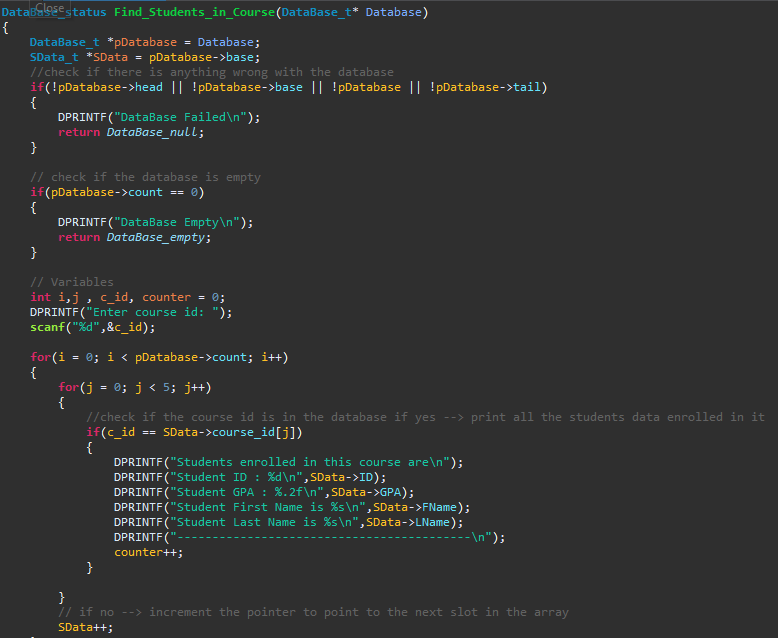 DataBase_status Find_Students_in_Course(DataBase_t* Database)
Close
{
    DataBase_t *pDatabase = Database;
    SData_t *SData = pDatabase->base;
    //check if there is anything wrong with the database
    if(!pDatabase->head || !pDatabase->base || !pDatabase || !pDatabase->tail)
    {
        DPRINTF("DataBase Failed\n");
        return DataBase_null;
    }

    // check if the database is empty
    if(pDatabase->count == 0)
    {
        DPRINTF("DataBase Empty\n");
        return DataBase_empty;
    }

    // Variables
    int i,j , c_id, counter = 0;
    DPRINTF("Enter course id: ");
    scanf("%d",&c_id);

    for(i = 0; i < pDatabase->count; i++)
    {
        for(j = 0; j < 5; j++)
        {
            //check if the course id is in the database if yes --> print all the students data enrolled in it
            if(c_id == SData->course_id[j])
            {
                DPRINTF("Students enrolled in this course are\n");
                DPRINTF("Student ID : %d\n",SData->ID);
                DPRINTF("Student GPA : %.2f\n",SData->GPA);
                DPRINTF("Student First Name is %s\n",SData->FName);
                DPRINTF("Student Last Name is %s\n",SData->LName);
                DPRINTF("------------------------------------------\n");
                counter++;
            }

        }
        // if no --> increment the pointer to point to the next slot in the array
        SData++;